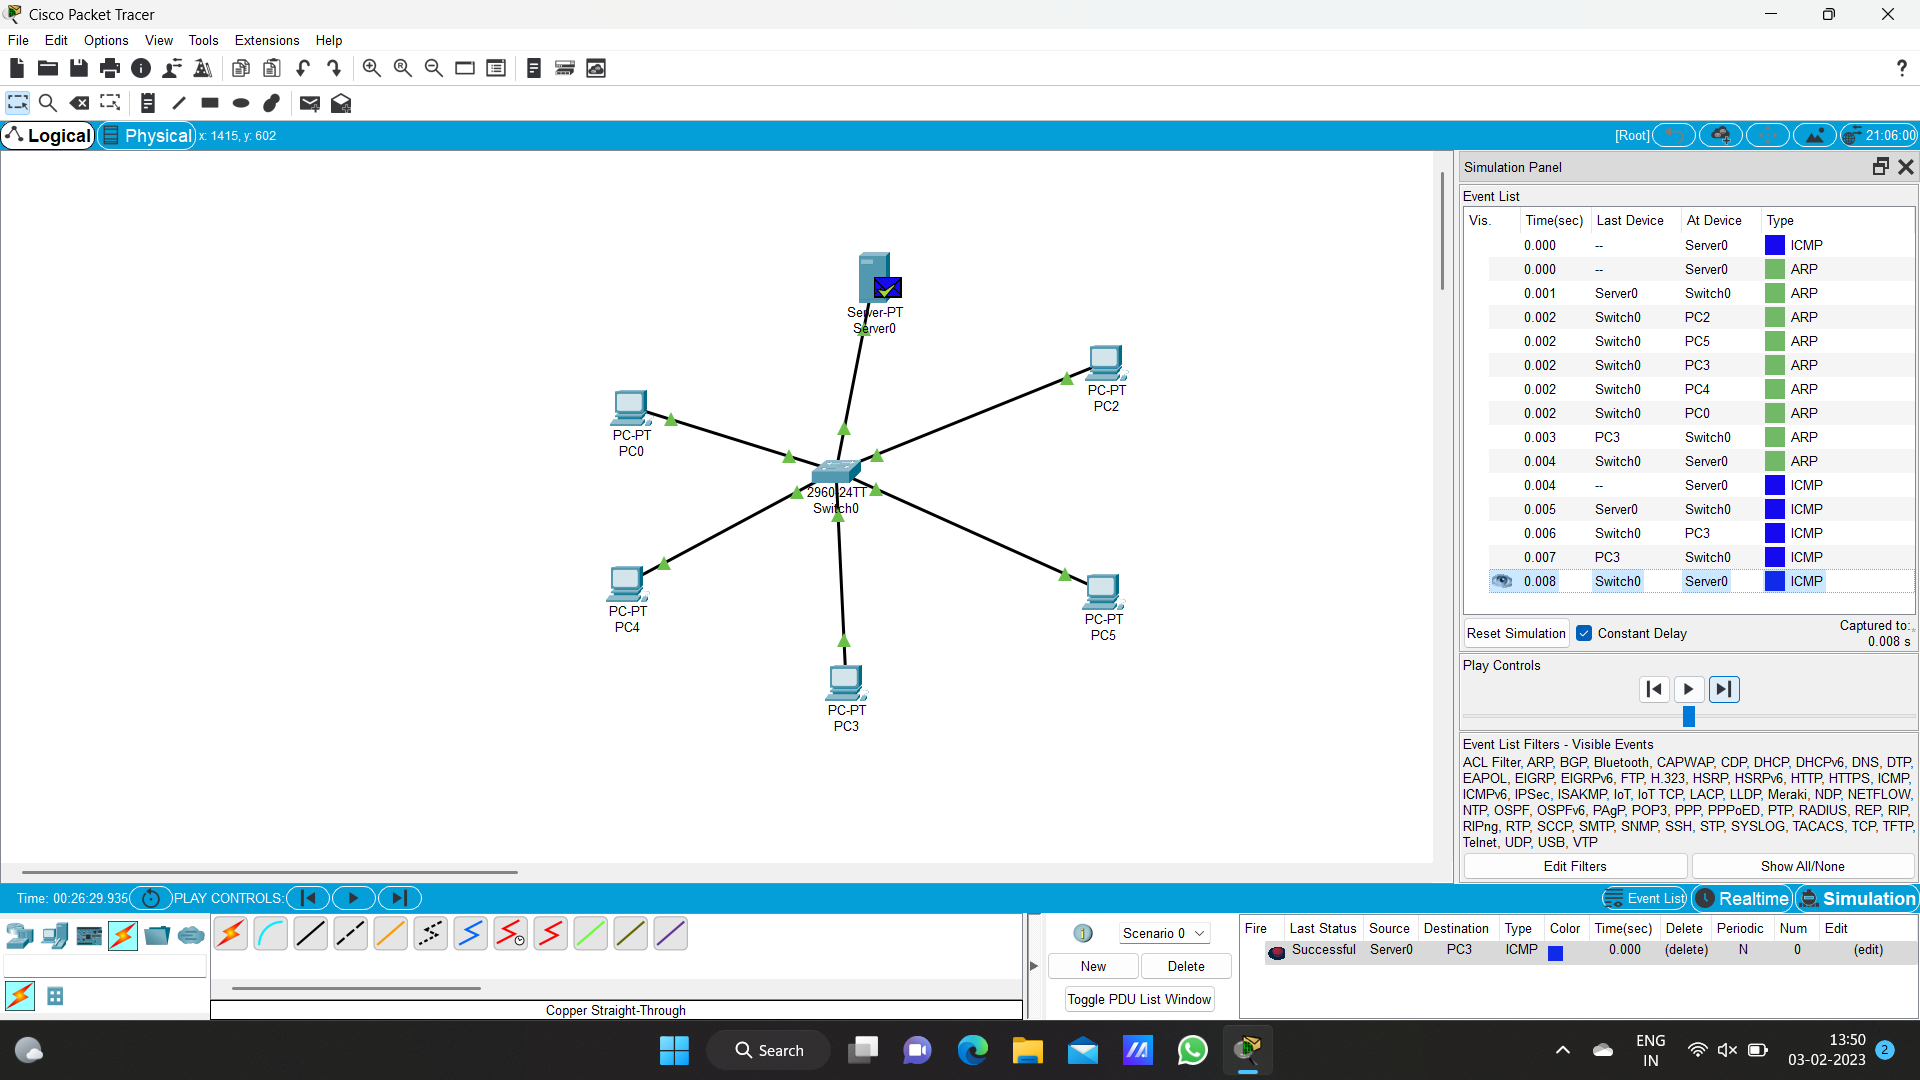 Cisco Packet Tracer
File Edit Options View Tools Extensions Help
Logical Physical x: 1415, y: 602 [Root] 21:06:00
Server-PT
Server0
PC-PT
PC2
PC-PT
PC0
2960-24TT
Switch0
PC-PT
PC4
PC-PT
PC5
PC-PT
PC3
Simulation Panel
Event List
Vis. Time(sec) Last Device At Device Type
0.000 -- Server0 ICMP
0.000 -- Server0 ARP
0.001 Server0 Switch0 ARP
0.002 Switch0 PC2 ARP
0.002 Switch0 PC5 ARP
0.002 Switch0 PC3 ARP
0.002 Switch0 PC4 ARP
0.002 Switch0 PC0 ARP
0.003 PC3 Switch0 ARP
0.004 Switch0 Server0 ARP
0.004 -- Server0 ICMP
0.005 Server0 Switch0 ICMP
0.006 Switch0 PC3 ICMP
0.007 PC3 Switch0 ICMP
0.008 Switch0 Server0 ICMP
Reset Simulation Constant Delay Captured to:
0.008 s
Play Controls
Event List Filters - Visible Events
ACL Filter, ARP, BGP, Bluetooth, CAPWAP, CDP, DHCP, DHCPv6, DNS, DTP,
EAPOL, EIGRP, EIGRPv6, FTP, H.323, HSRP, HSRPv6, HTTP, HTTPS, ICMP,
ICMPv6, IPSec, ISAKMP, IoT, IoT TCP, LACP, LLDP, Meraki, NDP, NETFLOW,
NTP, OSPF, OSPFv6, PAgP, POP3, PPP, PPPoED, PTP, RADIUS, REP, RIP,
RIPng, RTP, SCCP, SMTP, SNMP, SSH, STP, SYSLOG, TACACS, TCP, TFTP,
Telnet, UDP, USB, VTP
Edit Filters Show All/None
Time: 00:26:29.935 PLAY CONTROLS: Event List Realtime Simulation
Scenario 0
New Delete
Toggle PDU List Window
Fire Last Status Source Destination Type Color Time(sec) Delete Periodic Num Edit
Successful Server0 PC3 ICMP 0.000 (delete) N 0 (edit)
Copper Straight-Through
Search
ENG
IN
13:50
03-02-2023
2